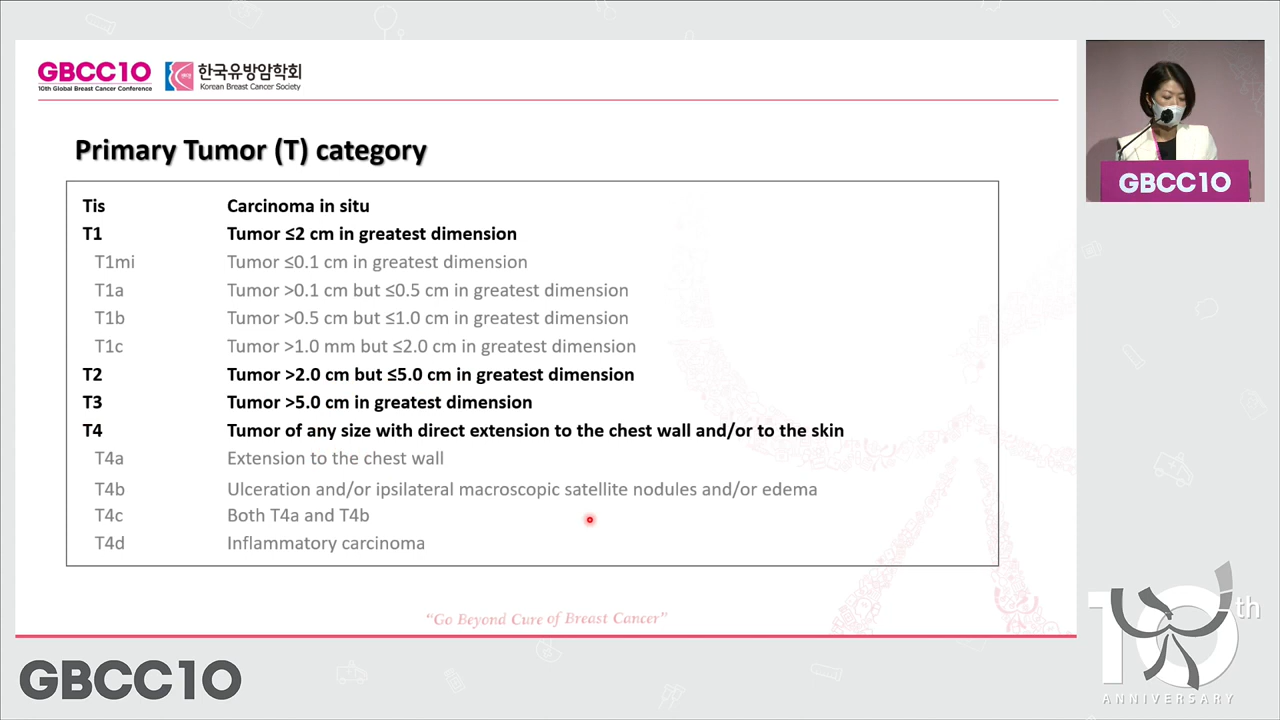 GBCC10
10th Global Breast Cancer Conference
한국유방암학회
Korean Breast Cancer Society
Primary Tumor (T) category
Tis Carcinoma in situ
T1 Tumor ≤2 cm in greatest dimension
T1mi Tumor ≤0.1 cm in greatest dimension
T1a Tumor >0.1 cm but ≤0.5 cm in greatest dimension
T1b Tumor >0.5 cm but ≤1.0 cm in greatest dimension
T1c Tumor >1.0 mm but ≤2.0 cm in greatest dimension
T2 Tumor >2.0 cm but ≤5.0 cm in greatest dimension
T3 Tumor >5.0 cm in greatest dimension
T4 Tumor of any size with direct extension to the chest wall and/or to the skin
T4a Extension to the chest wall
T4b Ulceration and/or ipsilateral macroscopic satellite nodules and/or edema
T4c Both T4a and T4b
T4d Inflammatory carcinoma
“Go Beyond Cure of Breast Cancer”
GBCC10
GBCC10
10th
ANNIVERSARY